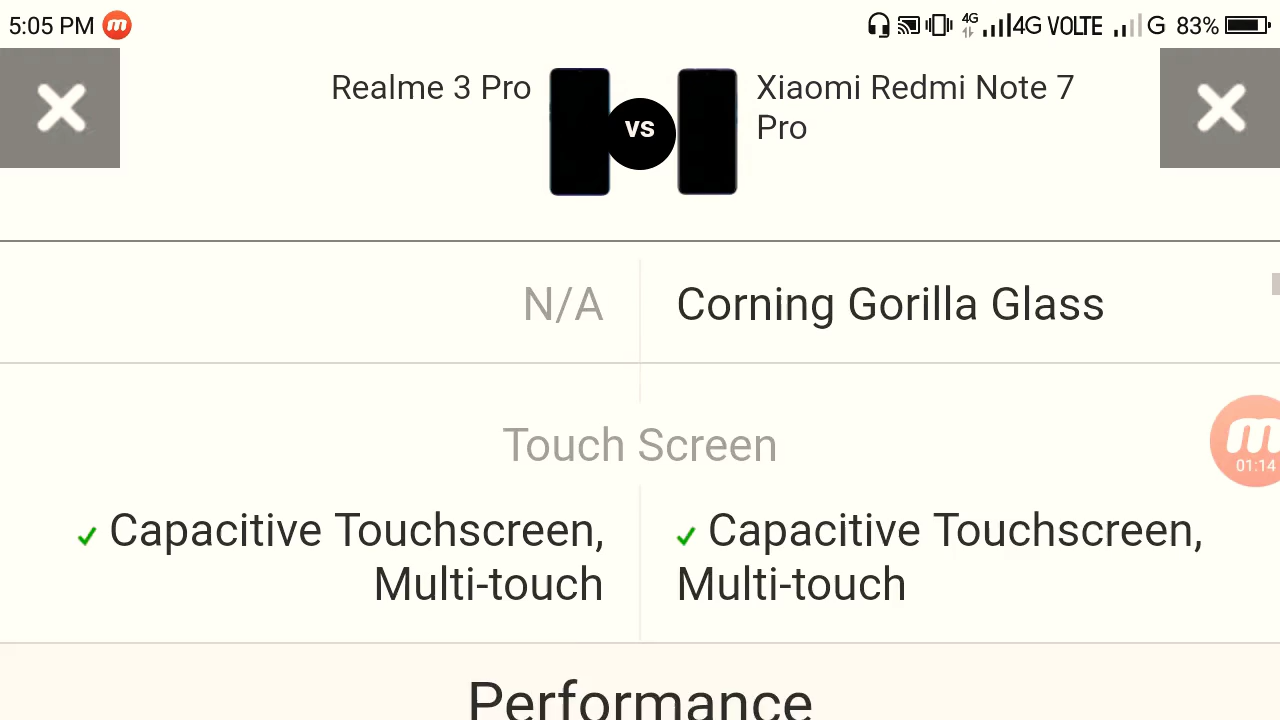 5:05 PM m 4G 4G VOLTE G 83%
Realme 3 Pro
vs
Xiaomi Redmi Note 7
Pro
N/A
Corning Gorilla Glass
Touch Screen
Capacitive Touchscreen,
Multi-touch
Capacitive Touchscreen,
Multi-touch
m
01:14
Performance